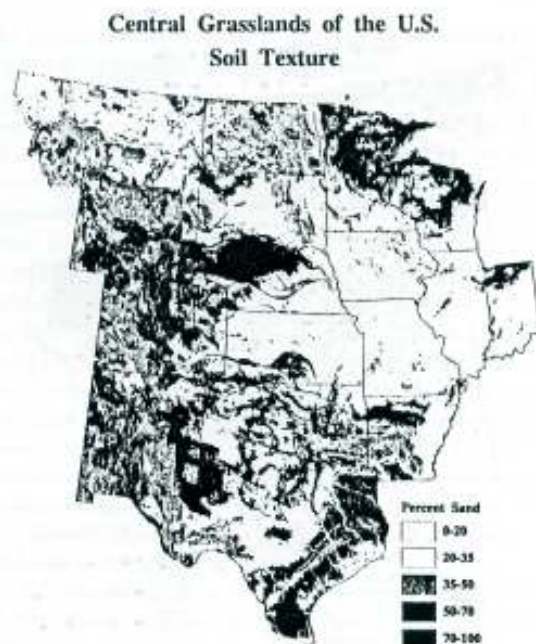 Central Grasslands of the U.S.
Soil Texture
Percent Sand
0-20
20-35
35-50
50-70
70-100